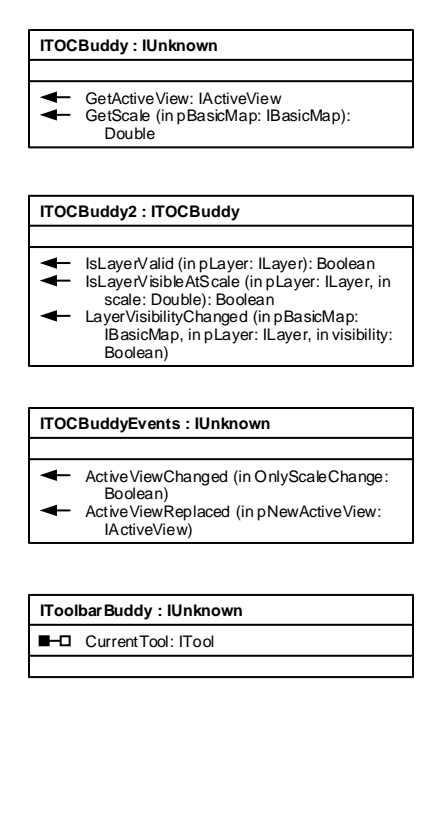 ITOCBuddy : IUnknown
GetActiveView: IActiveView
GetScale (in pBasicMap: IBasicMap):
Double
ITOCBuddy2 : ITOCBuddy
IsLayerValid (in pLayer: ILayer): Boolean
IsLayerVisibleAtScale (in pLayer: ILayer, in
scale: Double): Boolean
LayerVisibilityChanged (in pBasicMap:
IBasicMap, in pLayer: ILayer, in visibility:
Boolean)
ITOCBuddyEvents : IUnknown
ActiveViewChanged (in OnlyScaleChange:
Boolean)
ActiveViewReplaced (in pNewActiveView:
IActiveView)
IToolbarBuddy : IUnknown
CurrentTool: ITool